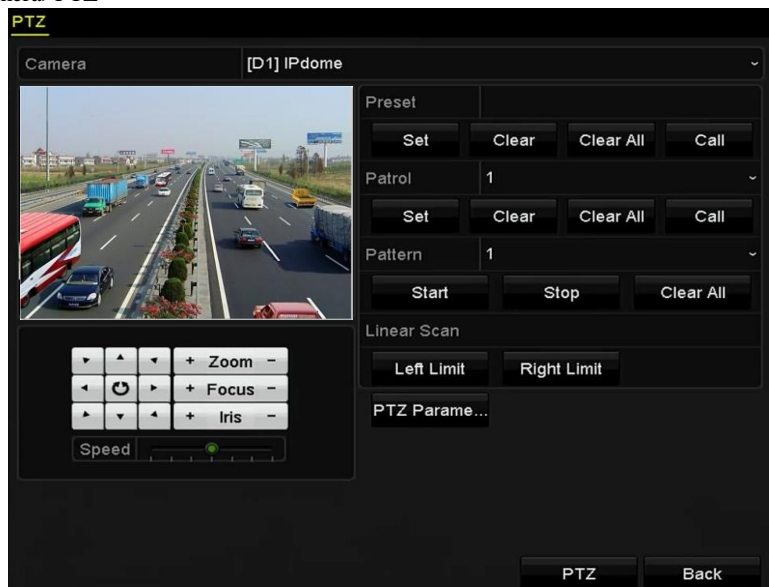 PTZ
Camera [D1] IPdome
Preset
Set Clear Clear All Call
Patrol 1
Set Clear Clear All Call
Pattern 1
Start Stop Clear All
Linear Scan
Left Limit Right Limit
PTZ Parame...
+ Zoom -
+ Focus -
+ Iris -
Speed
PTZ Back